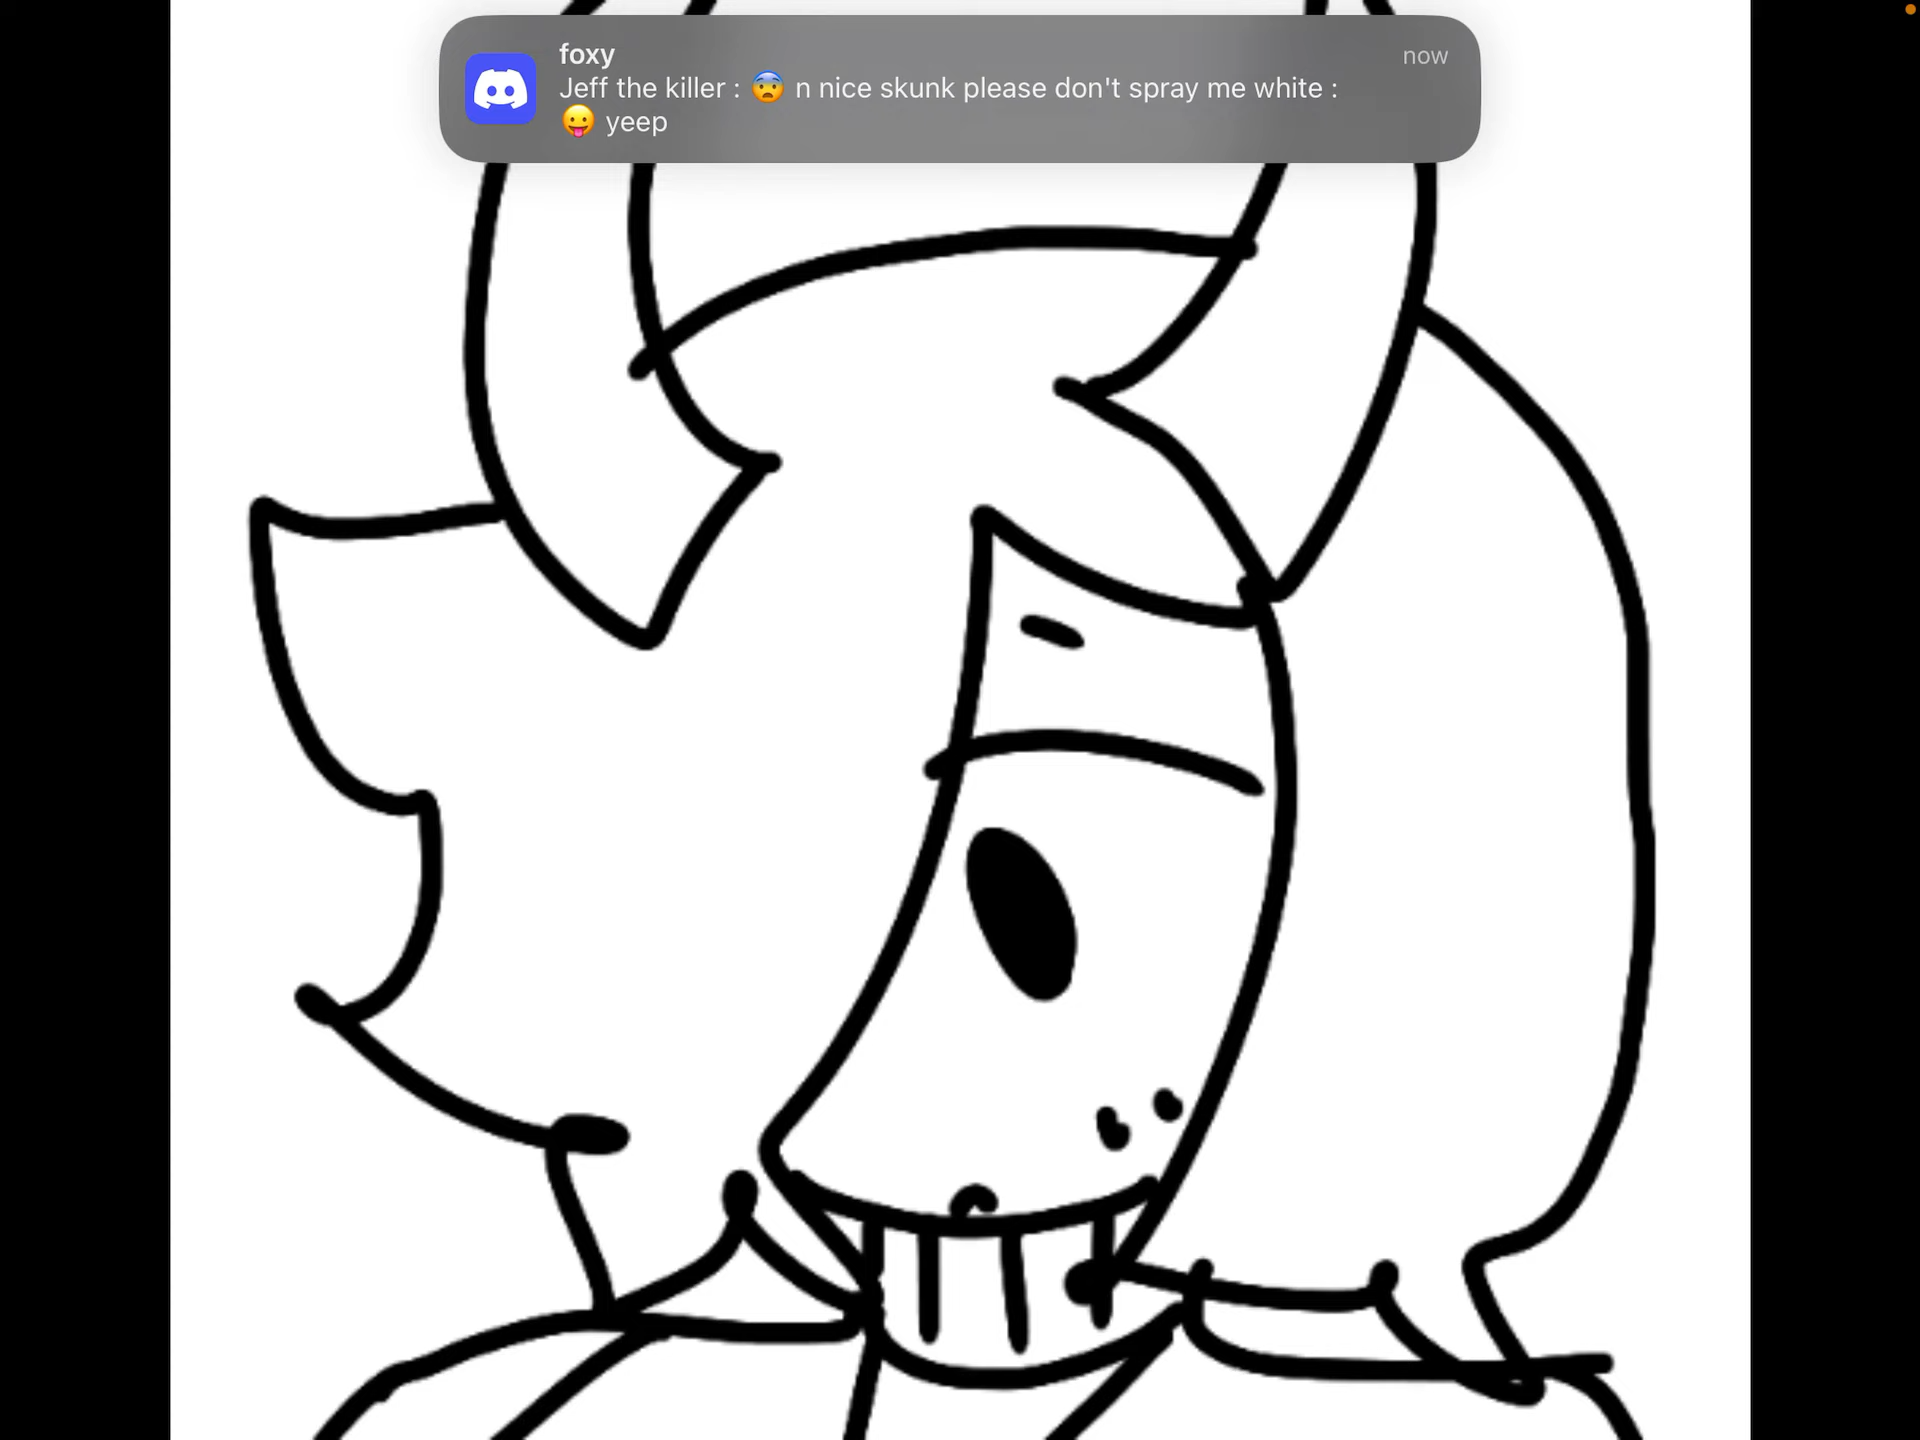 foxy
now
Jeff the killer : 😨 n nice skunk please don't spray me white :
😛 yeep